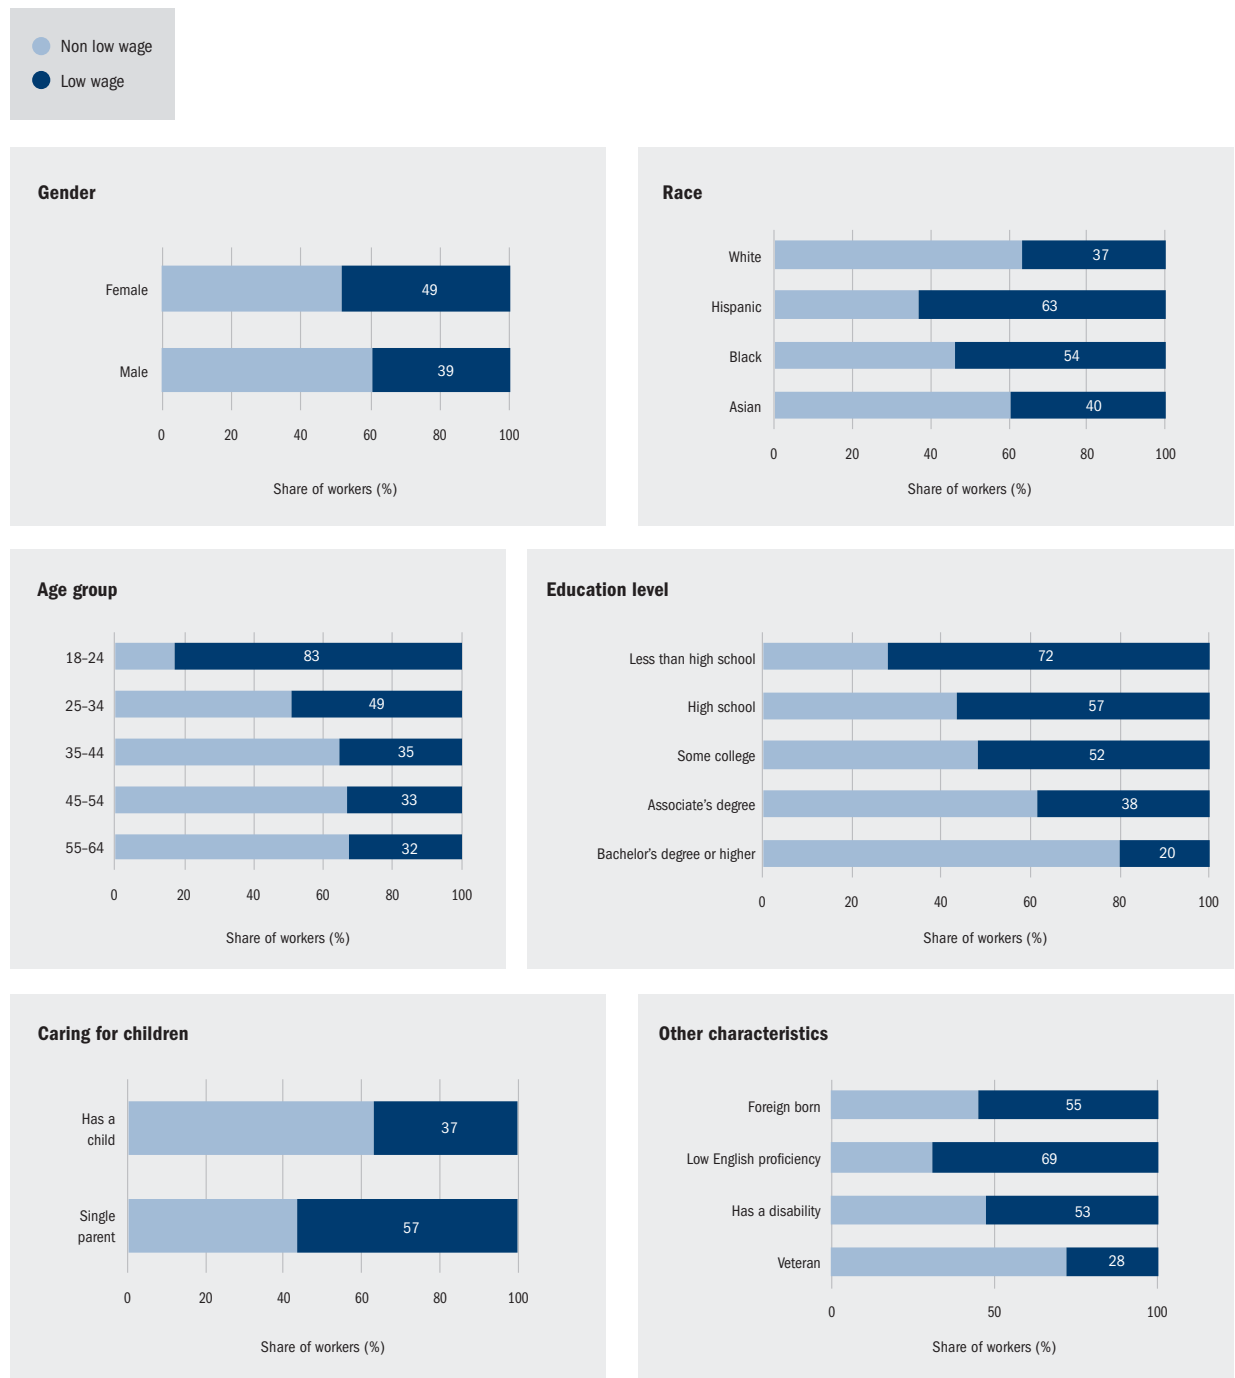 Non low wage
Low wage
Gender
Female 49
Male 39
0 20 40 60 80 100
Share of workers (%)
Race
White 37
Hispanic 63
Black 54
Asian 40
0 20 40 60 80 100
Share of workers (%)
Age group
18–24 83
25–34 49
35–44 35
45–54 33
55–64 32
0 20 40 60 80 100
Share of workers (%)
Education level
Less than high school 72
High school 57
Some college 52
Associate's degree 38
Bachelor's degree or higher 20
0 20 40 60 80 100
Share of workers (%)
Caring for children
Has a
child
37
Single
parent
57
0 20 40 60 80 100
Share of workers (%)
Other characteristics
Foreign born 55
Low English proficiency 69
Has a disability 53
Veteran 28
0 50 100
Share of workers (%)